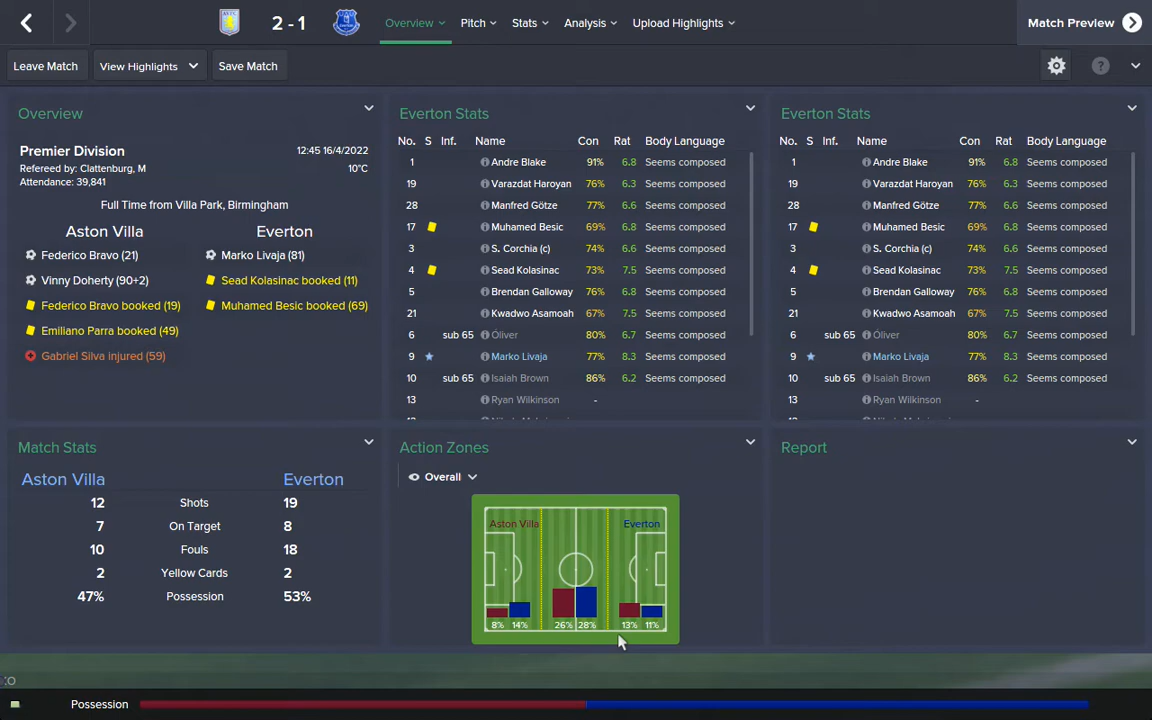 2 - 1
Overview
Pitch
Stats
Analysis
Upload Highlights
Match Preview
Leave Match
View Highlights
Save Match
?
Overview
Premier Division
12:45 16/4/2022
Refereed by: Clattenburg, M
10°C
Attendance: 39,841
Full Time from Villa Park, Birmingham
Aston Villa
Everton
Federico Bravo (21)
Marko Livaja (81)
Vinny Doherty (90+2)
Sead Kolasinac booked (11)
Federico Bravo booked (19)
Muhamed Besic booked (69)
Emiliano Parra booked (49)
Gabriel Silva injured (59)
Everton Stats
No. S Inf. Name Con Rat Body Language
1 Andre Blake 91% 6.8 Seems composed
19 Varazdat Haroyan 76% 6.3 Seems composed
28 Manfred Götze 77% 6.6 Seems composed
17 Muhamed Besic 69% 6.8 Seems composed
3 S. Corchia (c) 74% 6.6 Seems composed
4 Sead Kolasinac 73% 7.5 Seems composed
5 Brendan Galloway 76% 6.8 Seems composed
21 Kwadwo Asamoah 67% 7.5 Seems composed
6 sub 65 Óliver 80% 6.7 Seems composed
9 Marko Livaja 77% 8.3 Seems composed
10 sub 65 Isaiah Brown 86% 6.2 Seems composed
13 Ryan Wilkinson -
Everton Stats
No. S Inf. Name Con Rat Body Language
1 Andre Blake 91% 6.8 Seems composed
19 Varazdat Haroyan 76% 6.3 Seems composed
28 Manfred Götze 77% 6.6 Seems composed
17 Muhamed Besic 69% 6.8 Seems composed
3 S. Corchia (c) 74% 6.6 Seems composed
4 Sead Kolasinac 73% 7.5 Seems composed
5 Brendan Galloway 76% 6.8 Seems composed
21 Kwadwo Asamoah 67% 7.5 Seems composed
6 sub 65 Óliver 80% 6.7 Seems composed
9 Marko Livaja 77% 8.3 Seems composed
10 sub 65 Isaiah Brown 86% 6.2 Seems composed
13 Ryan Wilkinson -
Match Stats
Aston Villa Everton
12 Shots 19
7 On Target 8
10 Fouls 18
2 Yellow Cards 2
47% Possession 53%
Action Zones
Overall
Aston Villa Everton
8% 14% 26% 28% 13% 11%
Report
:O
Possession